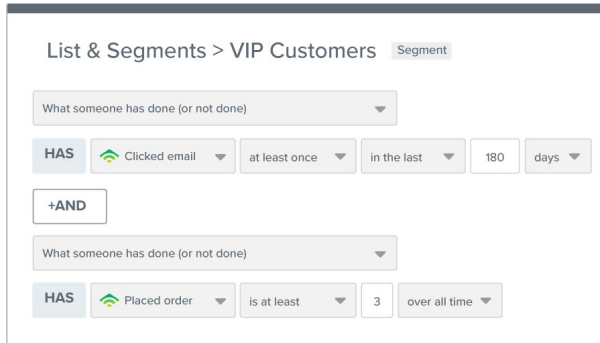 List & Segments > VIP Customers Segment
What someone has done (or not done)
HAS Clicked email at least once in the last 180 days
+AND
What someone has done (or not done)
HAS Placed order is at least 3 over all time